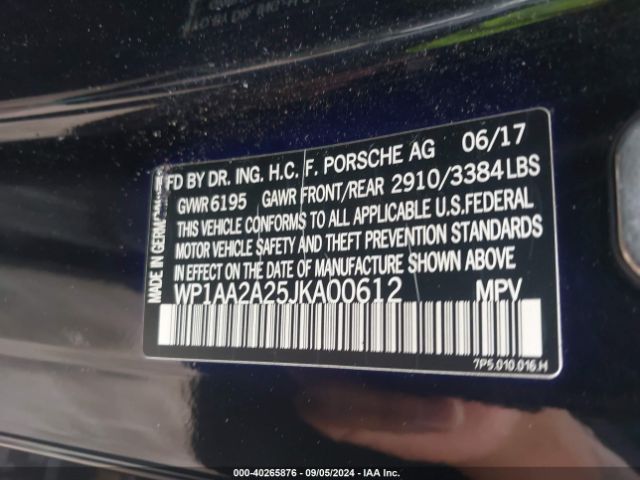 FD BY DR. ING. H.C. F. PORSCHE AG 06/17
GVWR 6195 GAWR FRONT/REAR 2910/3384 LBS
THIS VEHICLE CONFORMS TO ALL APPLICABLE U.S. FEDERAL
MOTOR VEHICLE SAFETY AND THEFT PREVENTION STANDARDS
IN EFFECT ON DATE OF MANUFACTURE SHOWN ABOVE
WP1AA2A25JKA00612 MPV
7P5.010.016.H
MADE IN
000-40265876 - 09/05/2024 - IAA Inc.